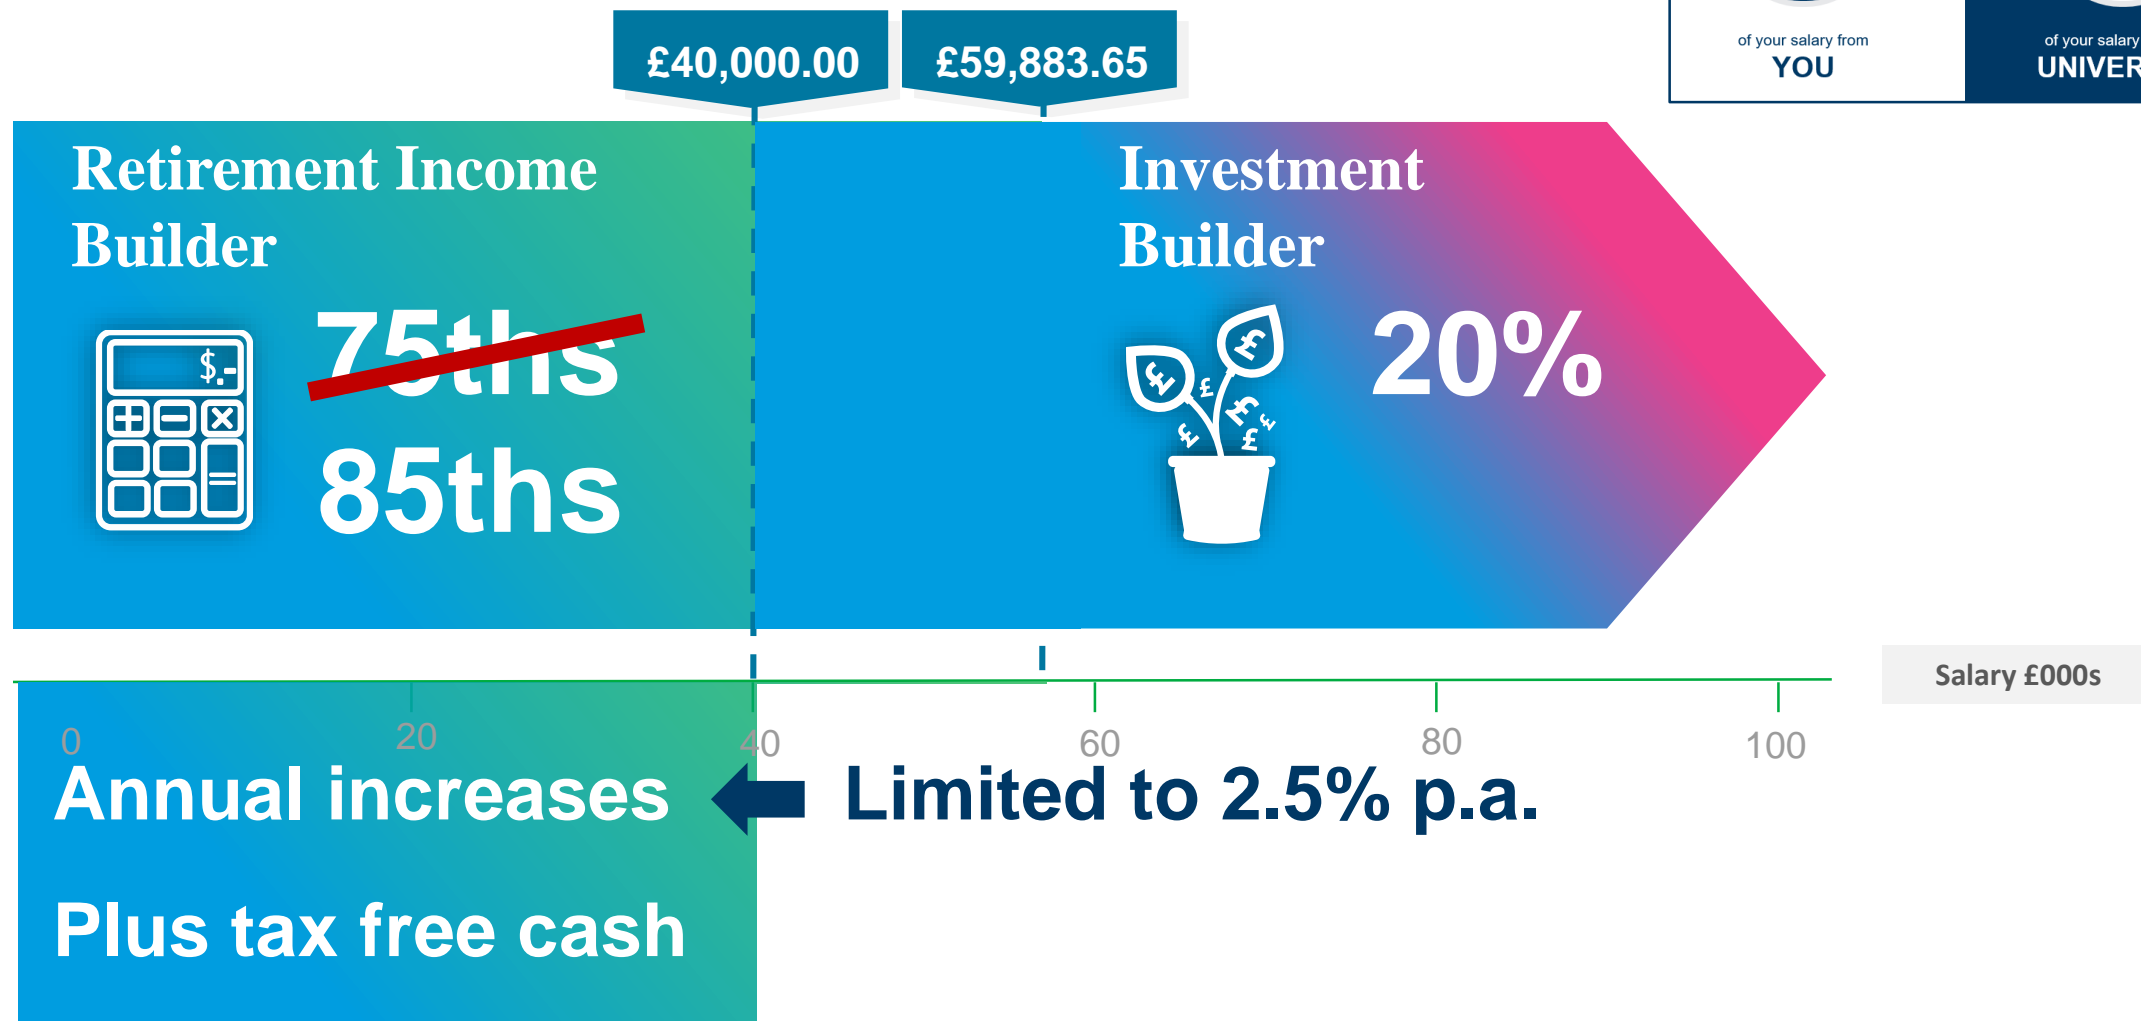 £40,000.00
£59,883.65
of your salary from
YOU
of your salary
Retirement Income
Builder
$.-
75ths
85ths
Investment
Builder
20%
£
£
£
£
£
£
£
Salary £000s
0
20
40
60
80
100
Annual increases
Limited to 2.5% p.a.
Plus tax free cash